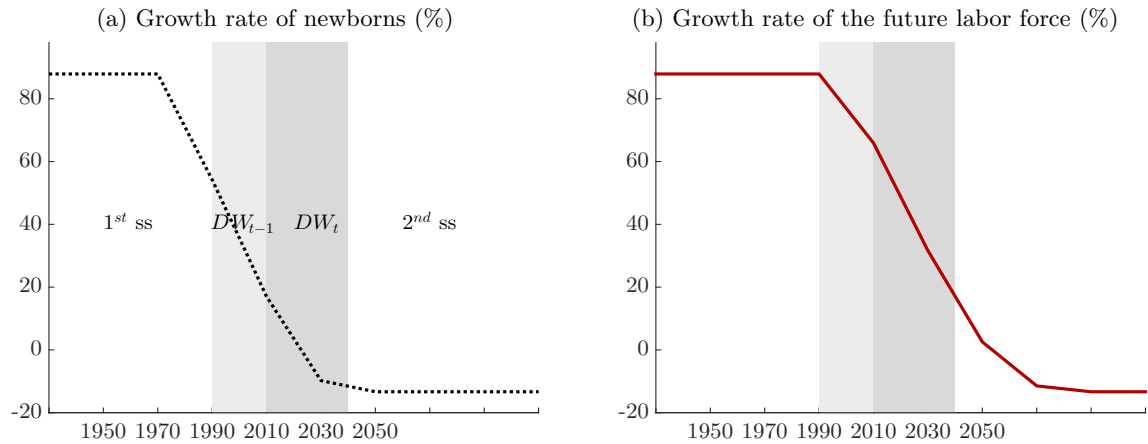 (a) Growth rate of newborns (%)
80
60
40
20
0
-20
1st ss
DWt−1
DWt
2nd ss
1950 1970 1990 2010 2030 2050
(b) Growth rate of the future labor force (%)
80
60
40
20
0
-20
1950 1970 1990 2010 2030 2050